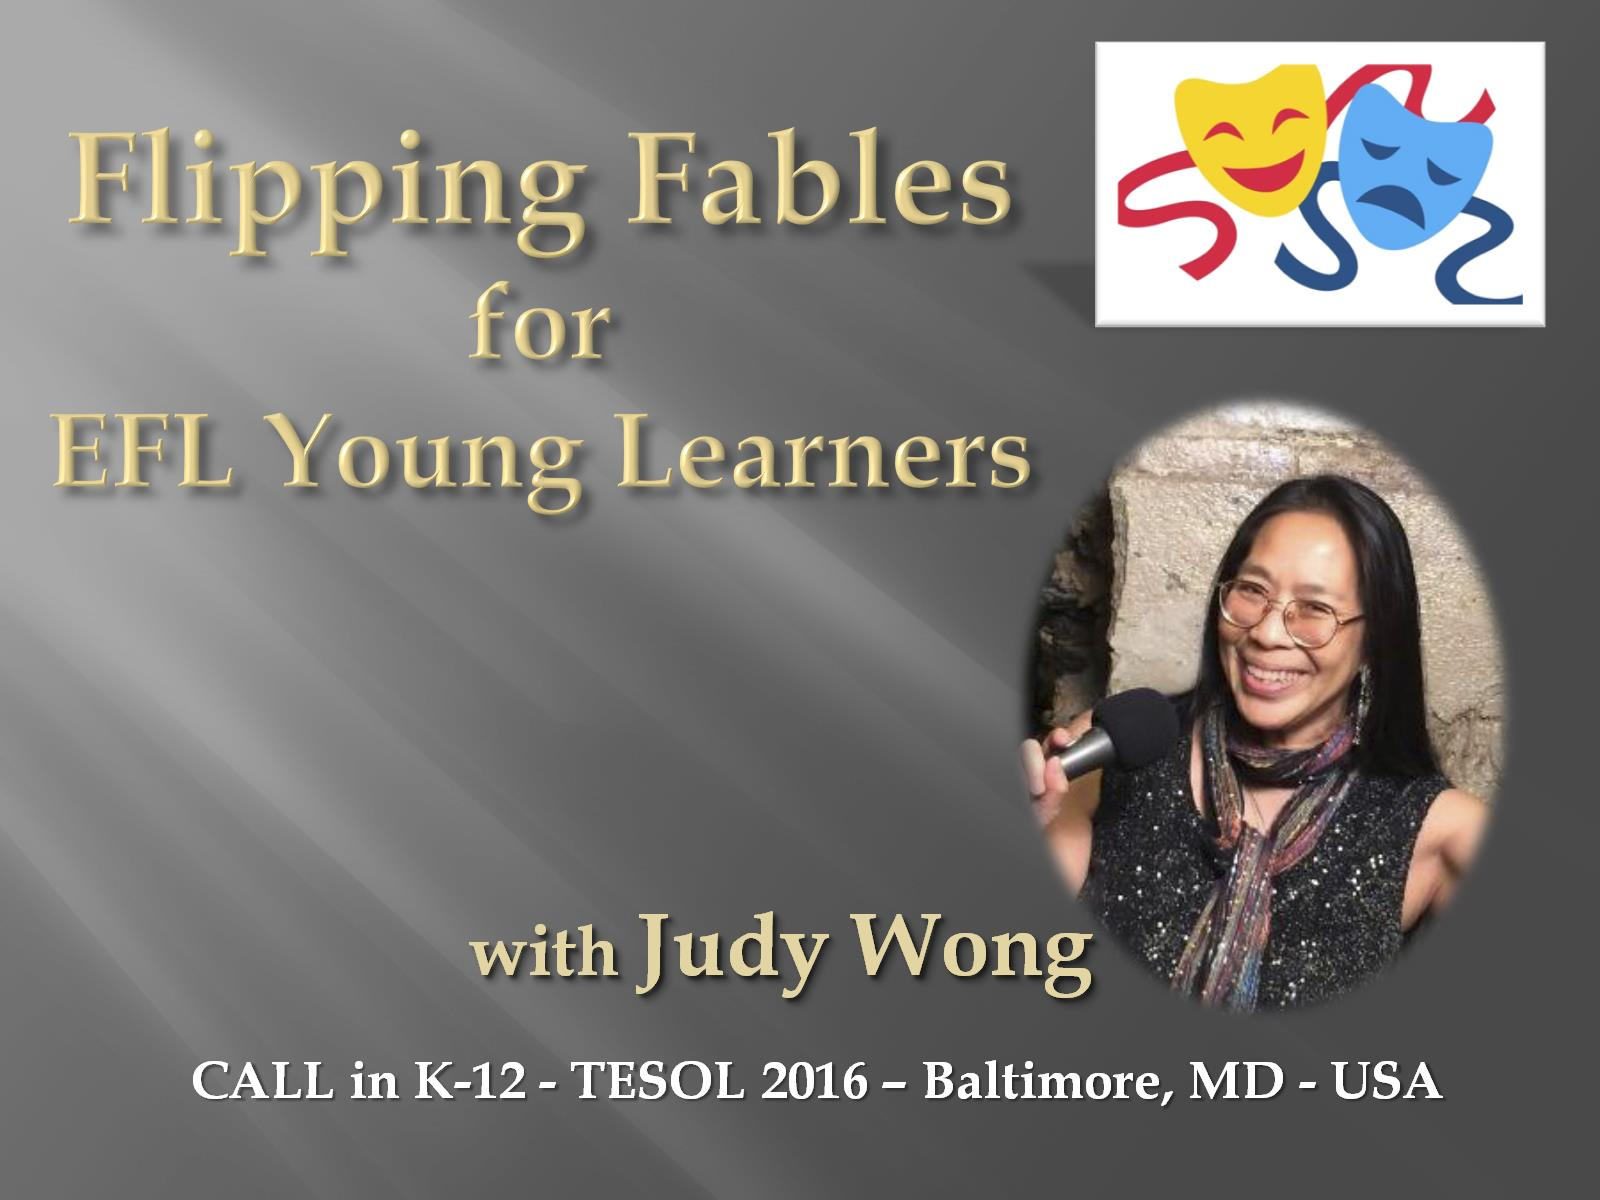 Flipping Fables
for
EFL Young Learners
with Judy Wong
CALL in K-12 - TESOL 2016 – Baltimore, MD - USA